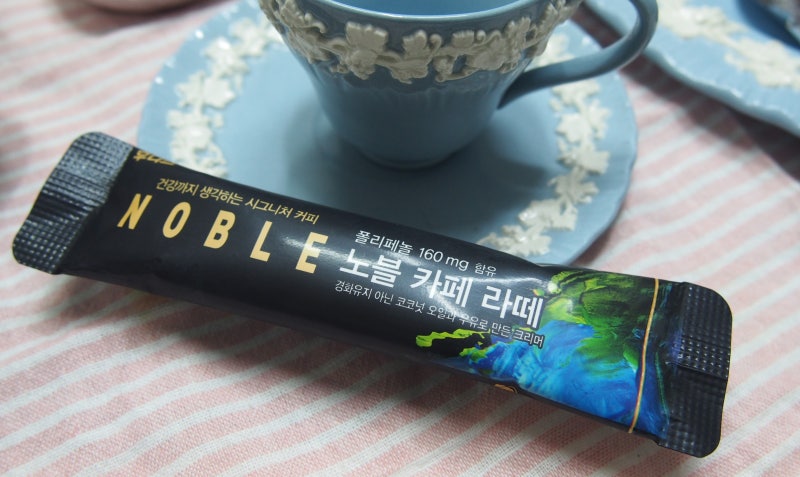 건강까지 생각하는 시그니처 커피
NOBLE
폴리페놀 160 mg 함유
노블 카페 라떼
경화유지 아닌 코코넛 오일과 우유로 만든 크리머